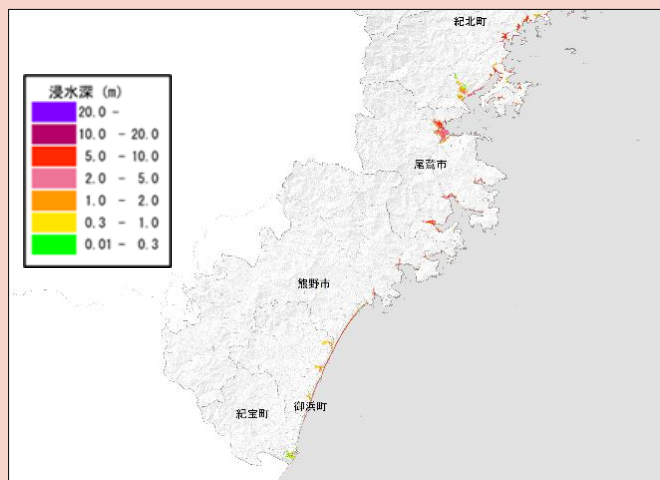 紀北町
浸水深 (m)
20.0 -
10.0 - 20.0
5.0 - 10.0
2.0 - 5.0
1.0 - 2.0
0.3 - 1.0
0.01 - 0.3
尾鷲市
熊野市
紀宝町
御浜町